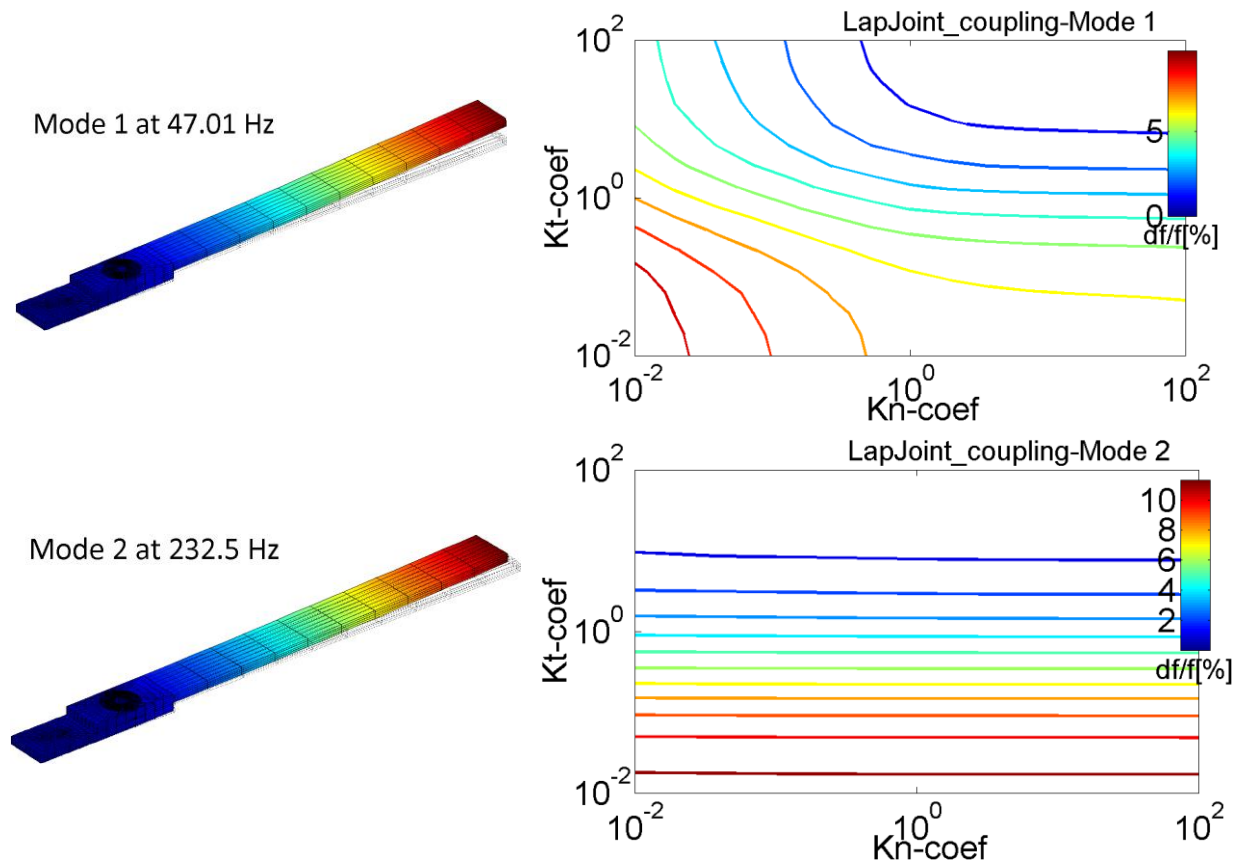 LapJoint_coupling-Mode 1
10^2
Mode 1 at 47.01 Hz
5
Kt-coef
10^0
0
df/f[%]
10^-2
10^-2 10^0 10^2
Kn-coef
LapJoint_coupling-Mode 2
10^2
10
8
Mode 2 at 232.5 Hz
6
4
Kt-coef
10^0
2
df/f[%]
10^-2
10^-2 10^0 10^2
Kn-coef